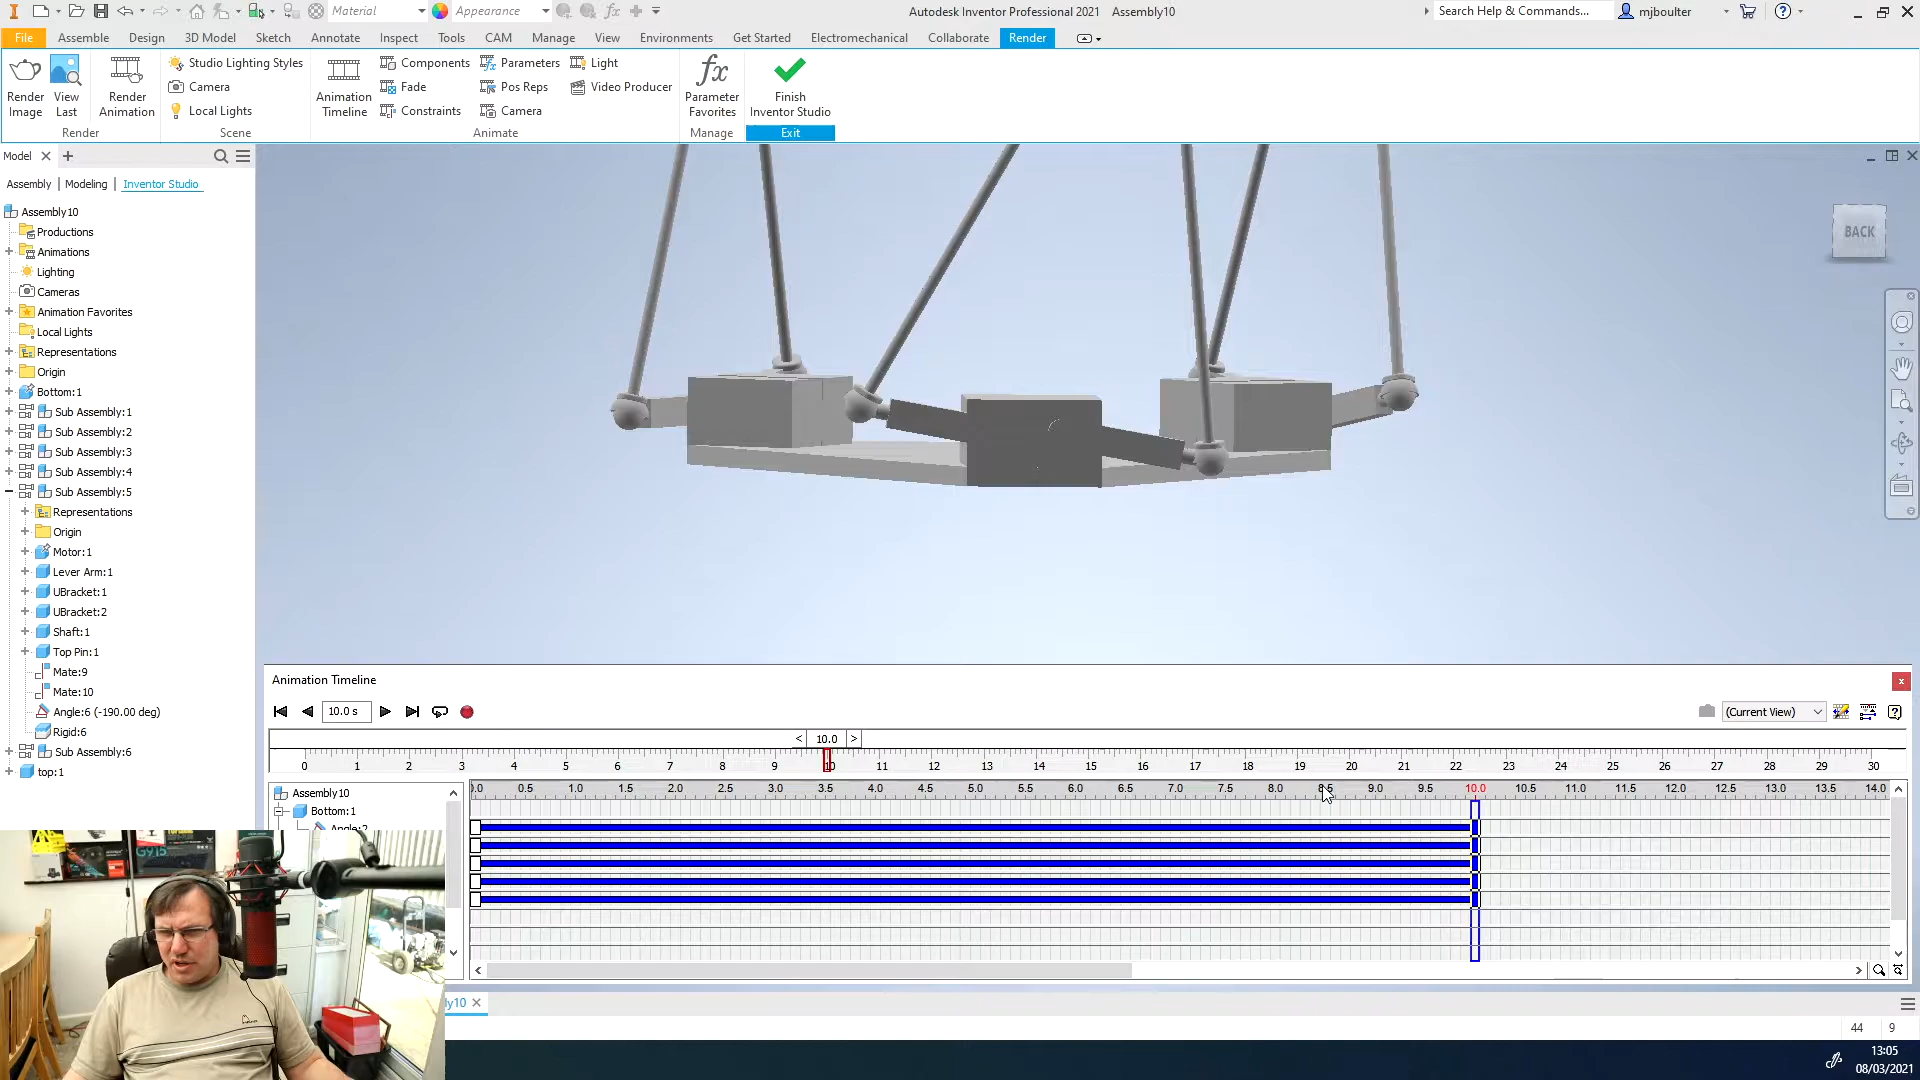 Material
Appearance
Autodesk Inventor Professional 2021 Assembly10
Search Help & Commands...
mjboulter
File Assemble Design 3D Model Sketch Annotate Inspect Tools CAM Manage View Environments Get Started Electromechanical Collaborate Render
Render Image
View Last
Render Animation
Studio Lighting Styles
Camera
Local Lights
Animation Timeline
Components
Fade
Constraints
Parameters
Pos Reps
Camera
Light
Video Producer
fx
Parameter Favorites
Finish Inventor Studio
Render Scene Animate Manage Exit
Model
Assembly | Modeling | Inventor Studio
Assembly10
Productions
Animations
Lighting
Cameras
Animation Favorites
Local Lights
Representations
Origin
Bottom:1
Sub Assembly:1
Sub Assembly:2
Sub Assembly:3
Sub Assembly:4
Sub Assembly:5
Representations
Origin
Motor:1
Lever Arm:1
UBracket:1
UBracket:2
Shaft:1
Top Pin:1
Mate:9
Mate:10
Angle:6 (-190.00 deg)
Rigid:6
Sub Assembly:6
top:1
BACK
Animation Timeline
10.0 s
(Current View)
< 10.0 >
0 1 2 3 4 5 6 7 8 9 10 11 12 13 14 15 16 17 18 19 20 21 22 23 24 25 26 27 28 29 30
Assembly10
Bottom:1
Angle:2
0.0 0.5 1.0 1.5 2.0 2.5 3.0 3.5 4.0 4.5 5.0 5.5 6.0 6.5 7.0 7.5 8.0 8.5 9.0 9.5 10.0 10.5 11.0 11.5 12.0 12.5 13.0 13.5 14.0
G915
ly10
44 9
13:05
08/03/2021